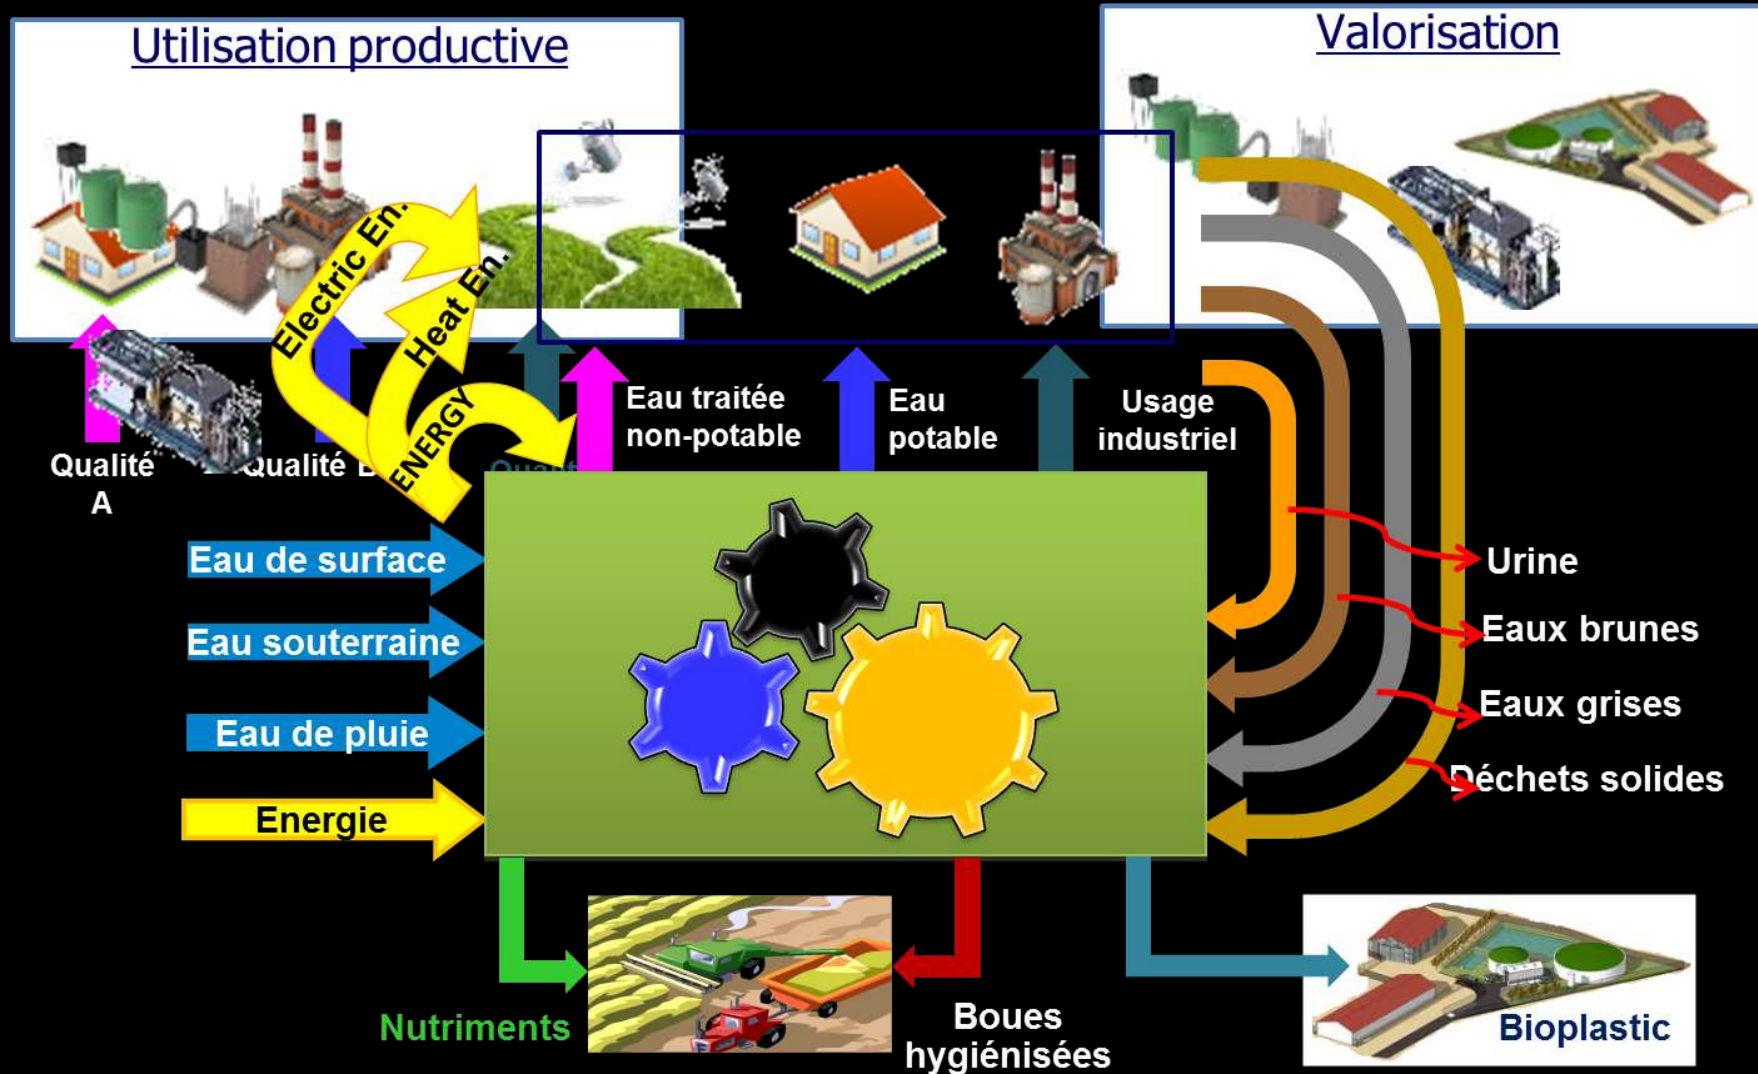 Utilisation productive
Valorisation
Electric En.
Heat En.
ENERGY
Eau traitée
non-potable
Eau
potable
Usage
industriel
Qualité
A
Qualité
Eau de surface
Eau souterraine
Eau de pluie
Energie
Urine
Eaux brunes
Eaux grises
Déchets solides
Nutriments
Boues
hygiénisées
Bioplastic